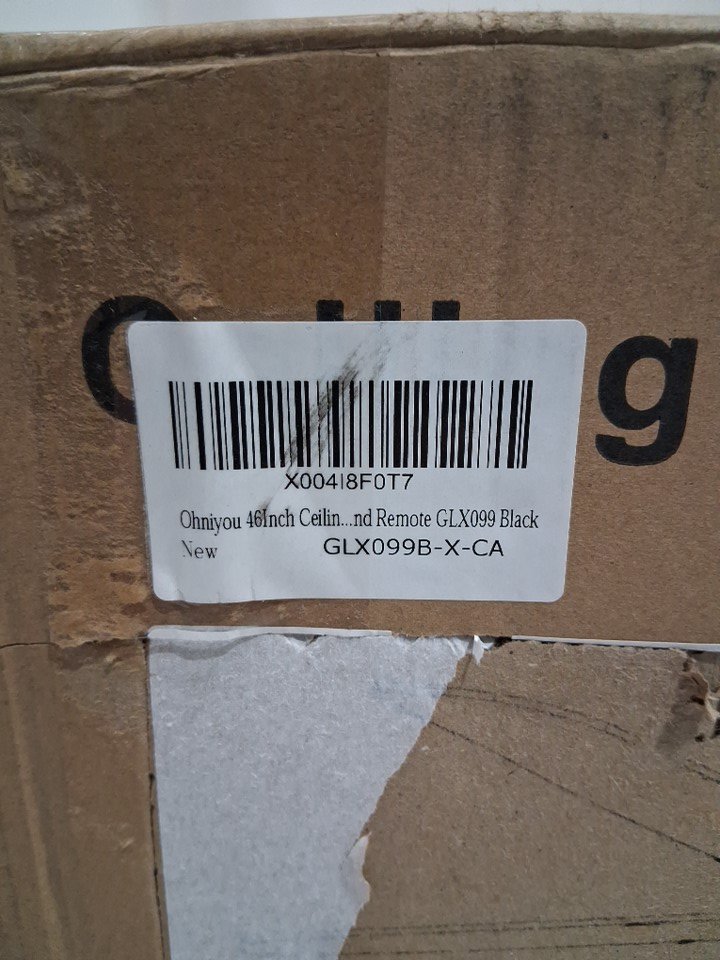 g
X004I8F0T7
Ohniyou 46Inch Ceilin...nd Remote GLX099 Black
New
GLX099B-X-CA